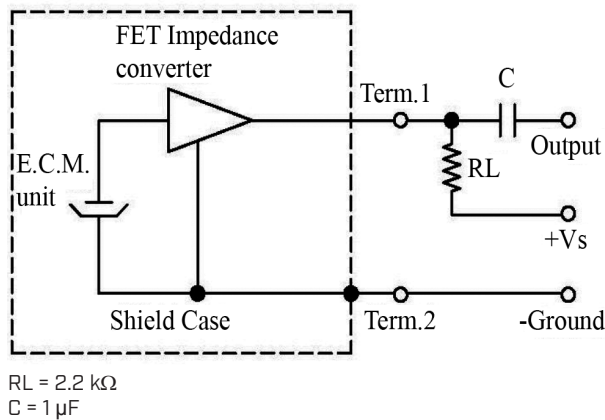 FET Impedance
converter
C
Term.1
Output
RL
E.C.M.
unit
+Vs
Shield Case
Term.2
-Ground
RL = 2.2 kΩ
C = 1 µF